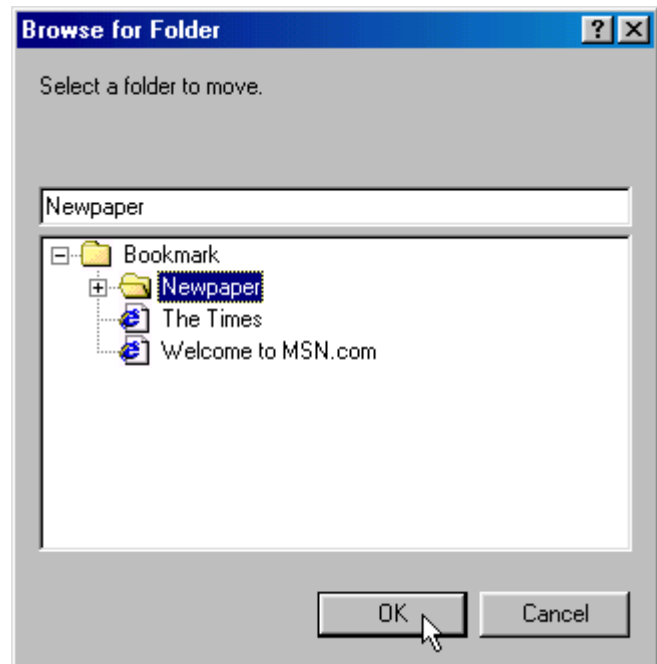 Browse for Folder
Select a folder to move.
Newpaper
Bookmark
Newpaper
The Times
Welcome to MSN.com
OK Cancel